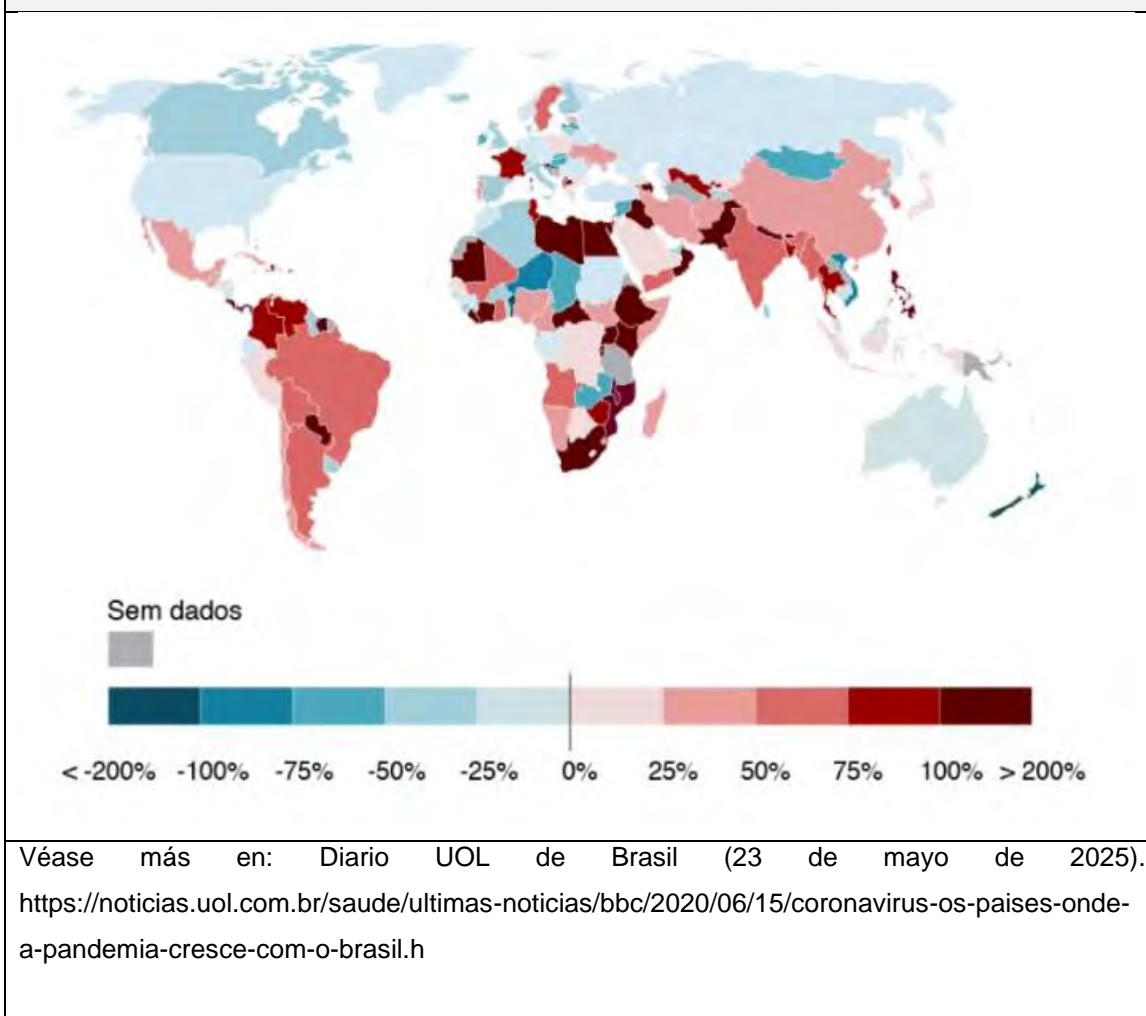 Sem dados
< -200% -100% -75% -50% -25% 0% 25% 50% 75% 100% > 200%
Véase más en: Diario UOL de Brasil (23 de mayo de 2025).
https://noticias.uol.com.br/saude/ultimas-noticias/bbc/2020/06/15/coronavirus-os-paises-onde-
a-pandemia-cresce-com-o-brasil.h